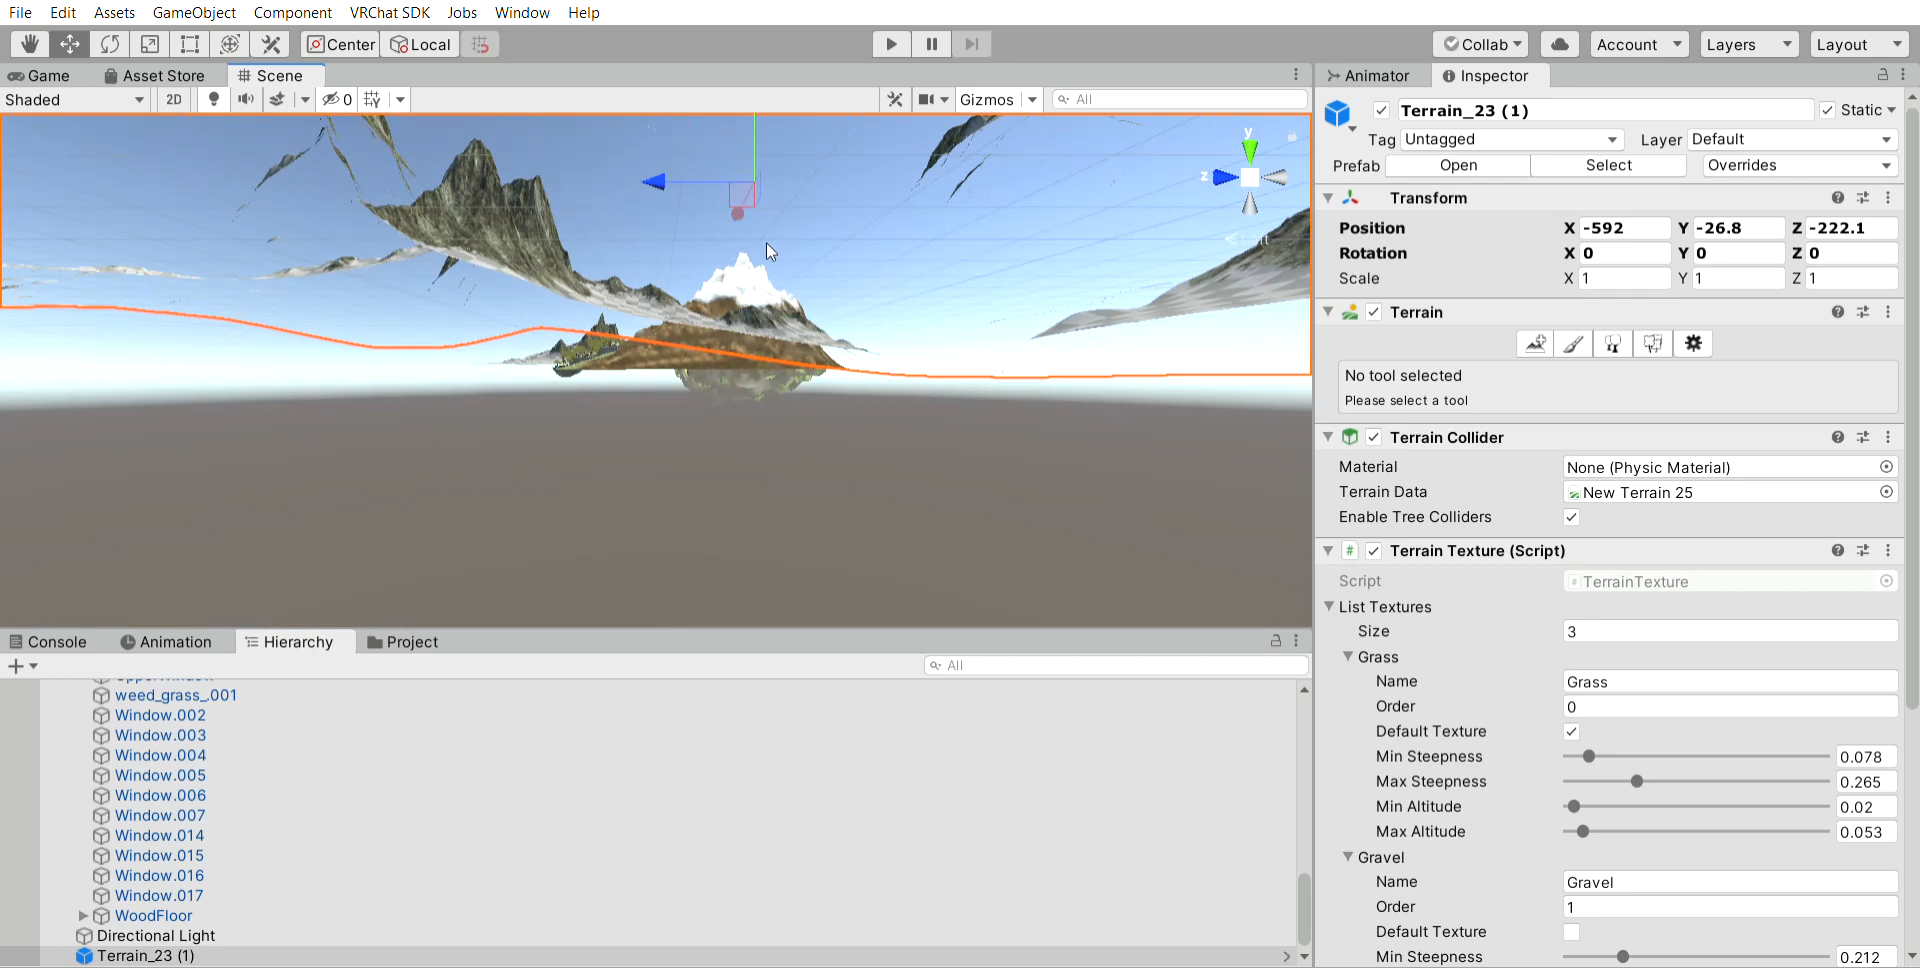 File Edit Assets GameObject Component VRChat SDK Jobs Window Help
Center Local Collab Account Layers Layout
Game Asset Store Scene
Shaded 2D 0 Gizmos All
y
z
Console Animation Hierarchy Project
All
weed_grass_.001
Window.002
Window.003
Window.004
Window.005
Window.006
Window.007
Window.014
Window.015
Window.016
Window.017
WoodFloor
Directional Light
Terrain_23 (1)
Animator Inspector
Terrain_23 (1) Static
Tag Untagged Layer Default
Prefab Open Select Overrides
Transform
Position X -592 Y -26.8 Z -222.1
Rotation X 0 Y 0 Z 0
Scale X 1 Y 1 Z 1
Terrain
No tool selected
Please select a tool
Terrain Collider
Material None (Physic Material)
Terrain Data New Terrain 25
Enable Tree Colliders
# Terrain Texture (Script)
Script TerrainTexture
List Textures
Size 3
Grass
Name Grass
Order 0
Default Texture
Min Steepness 0.078
Max Steepness 0.265
Min Altitude 0.02
Max Altitude 0.053
Gravel
Name Gravel
Order 1
Default Texture
Min Steepness 0.212